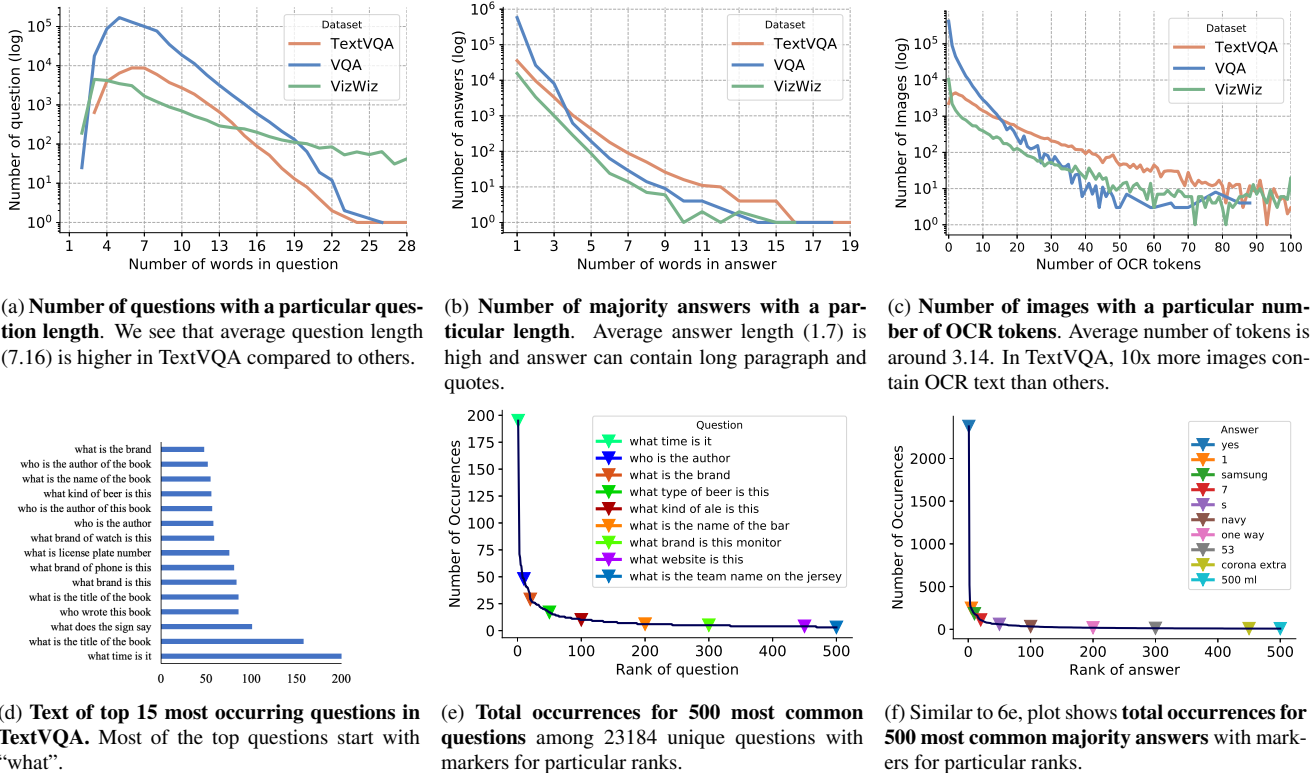 Number of question (log)
10^5
10^4
10^3
10^2
10^1
10^0
Dataset
TextVQA
VQA
VizWiz
1 4 7 10 13 16 19 22 25 28
Number of words in question
(a) Number of questions with a particular ques-
tion length. We see that average question length
(7.16) is higher in TextVQA compared to others.
Number of answers (log)
10^6
10^5
10^4
10^3
10^2
10^1
10^0
Dataset
TextVQA
VQA
VizWiz
1 3 5 7 9 11 13 15 17 19
Number of words in answer
(b) Number of majority answers with a par-
ticular length. Average answer length (1.7) is
high and answer can contain long paragraph and
quotes.
Number of Images (log)
10^5
10^4
10^3
10^2
10^1
10^0
Dataset
TextVQA
VQA
VizWiz
0 10 20 30 40 50 60 70 80 90 100
Number of OCR tokens
(c) Number of images with a particular num-
ber of OCR tokens. Average number of tokens is
around 3.14. In TextVQA, 10x more images con-
tain OCR text than others.
what is the brand
who is the author of the book
what is the name of the book
what kind of beer is this
who is the author of this book
who is the author
what brand of watch is this
what is license plate number
what brand of phone is this
what brand is this
what is the title of the book
who wrote this book
what does the sign say
what is the title of the book
what time is it
0 50 100 150 200
(d) Text of top 15 most occurring questions in
TextVQA. Most of the top questions start with
“what”.
Number of Occurences
200
175
150
125
100
75
50
25
0
Question
what time is it
who is the author
what is the brand
what type of beer is this
what kind of ale is this
what is the name of the bar
what brand is this monitor
what website is this
what is the team name on the jersey
0 100 200 300 400 500
Rank of question
(e) Total occurrences for 500 most common
questions among 23184 unique questions with
markers for particular ranks.
Number of Occurences
2000
1500
1000
500
0
Answer
yes
1
samsung
7
s
navy
one way
53
corona extra
500 ml
0 100 200 300 400 500
Rank of answer
(f) Similar to 6e, plot shows total occurrences for
500 most common majority answers with mark-
ers for particular ranks.